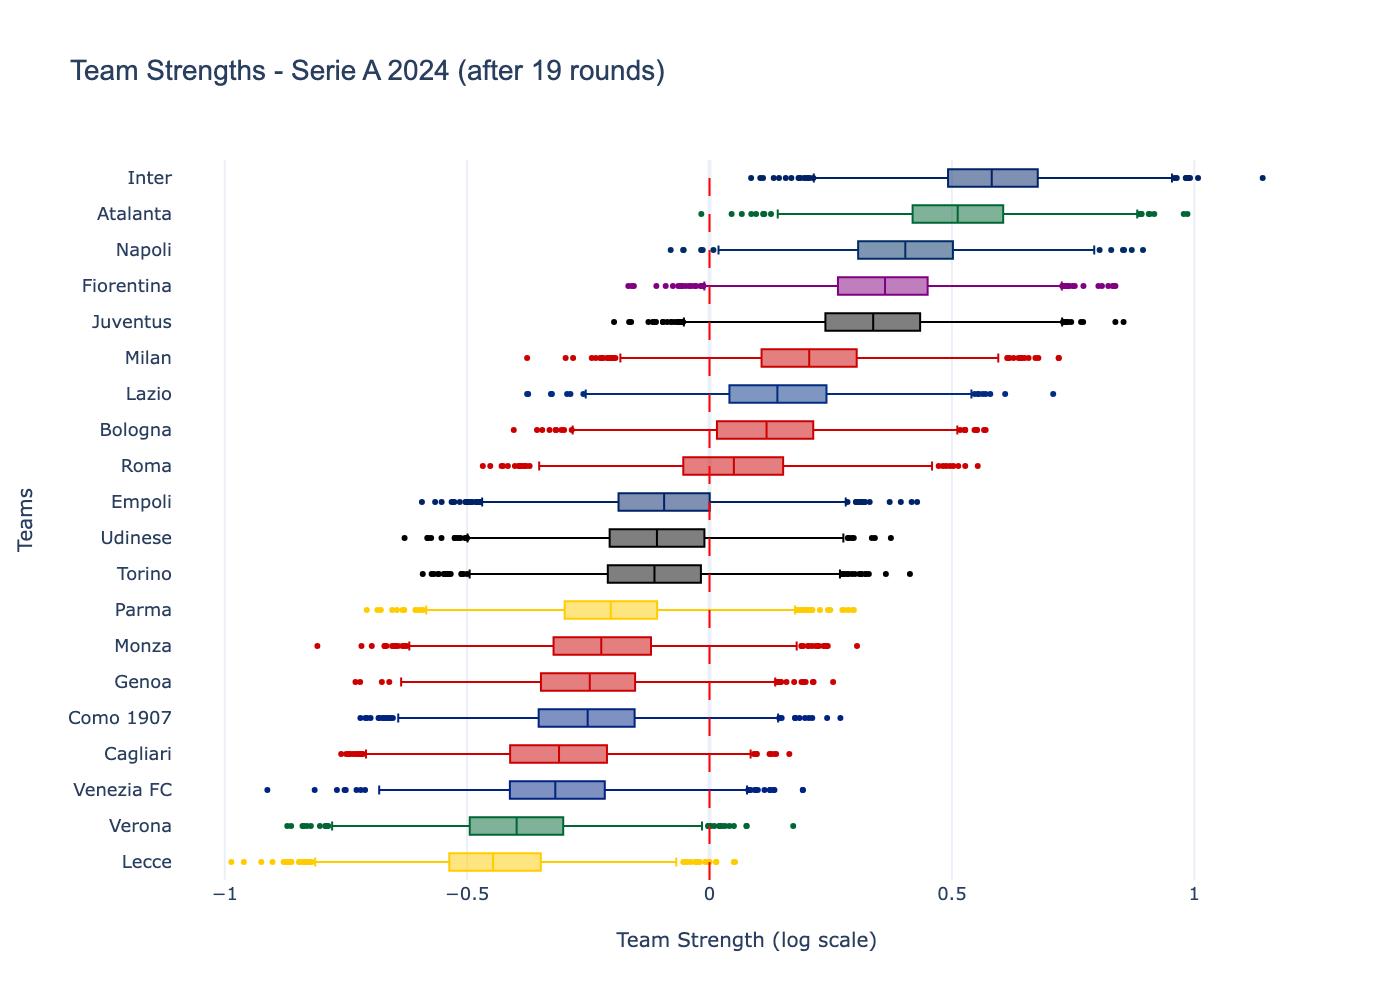 Team Strengths - Serie A 2024 (after 19 rounds)
Teams
Inter
Atalanta
Napoli
Fiorentina
Juventus
Milan
Lazio
Bologna
Roma
Empoli
Udinese
Torino
Parma
Monza
Genoa
Como 1907
Cagliari
Venezia FC
Verona
Lecce
−1 −0.5 0 0.5 1
Team Strength (log scale)